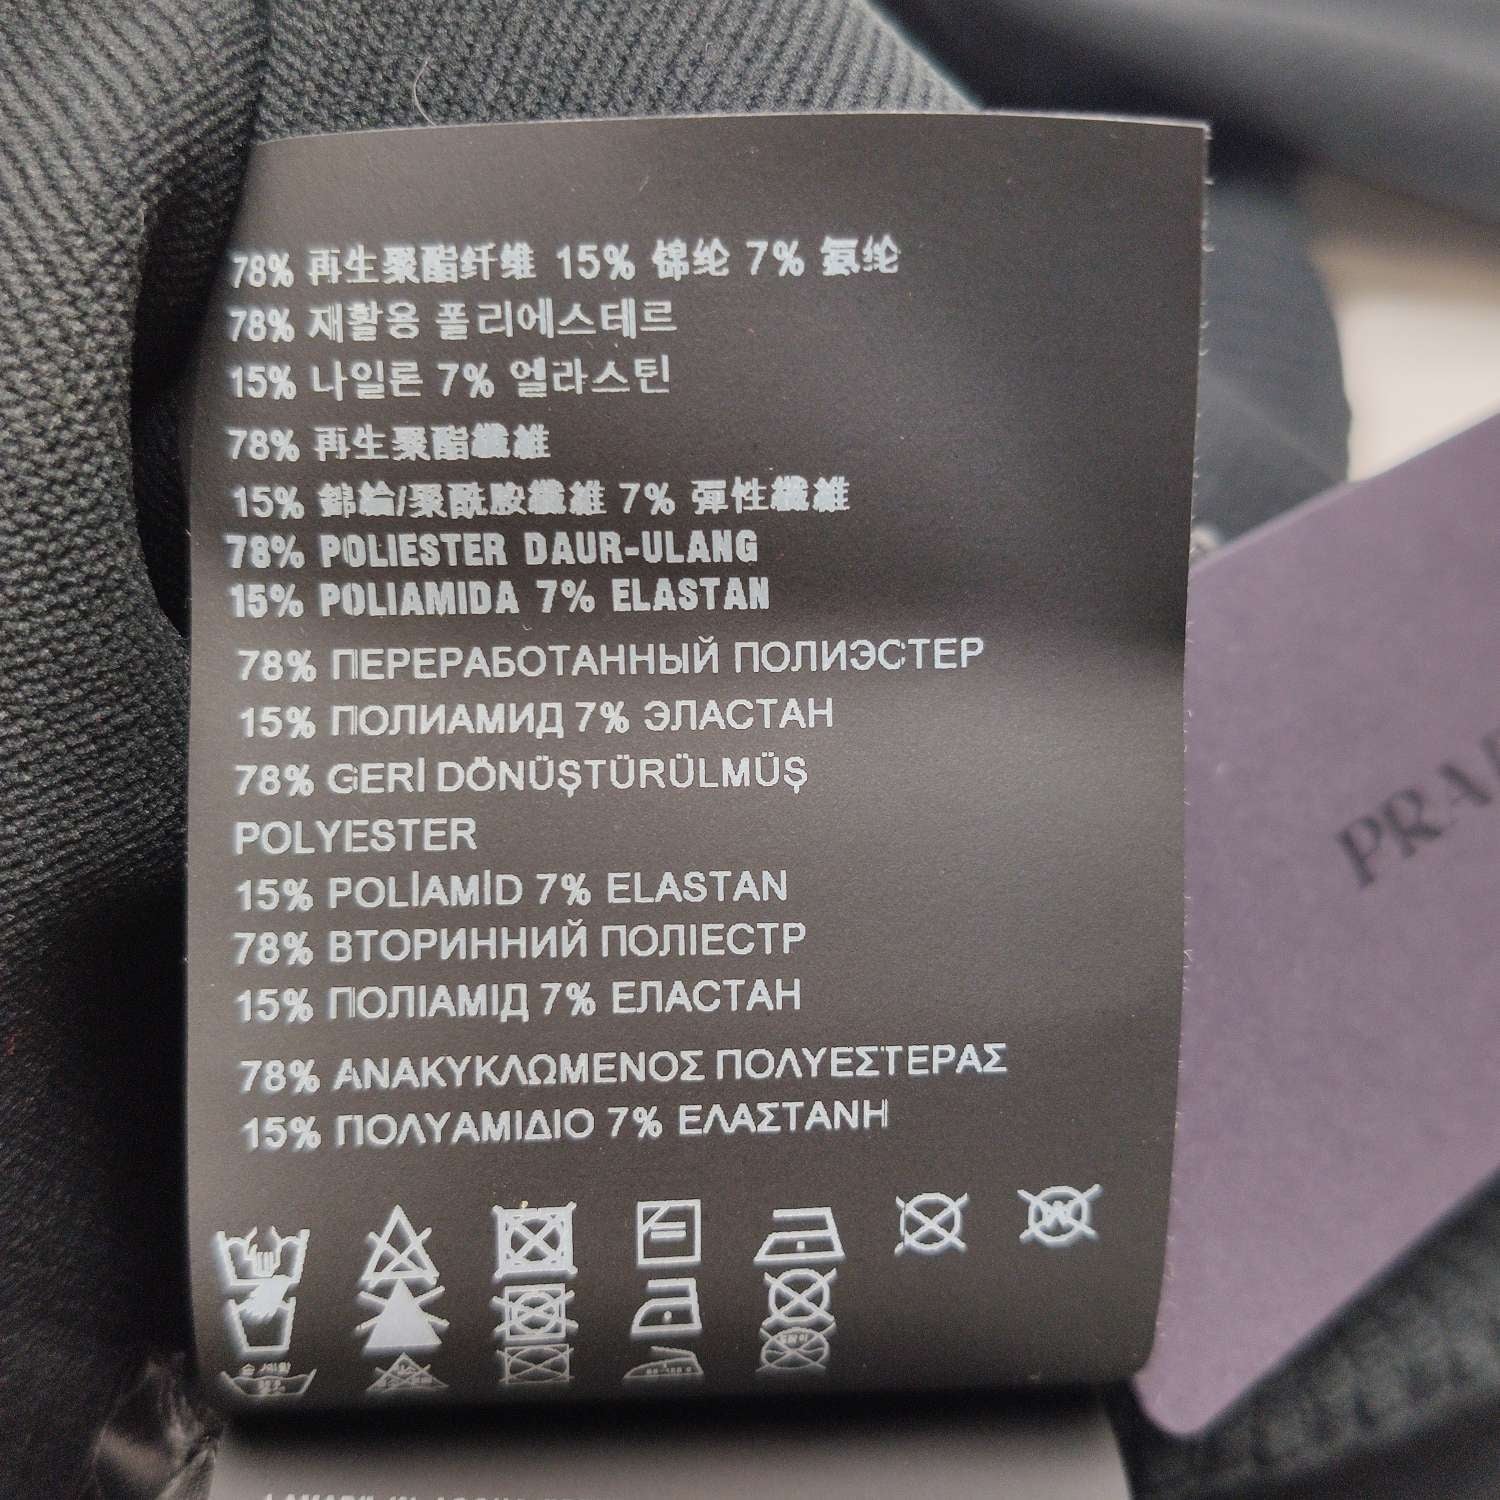 78% 再生聚酯纤维 15% 锦纶 7% 氨纶
78% 재활용 폴리에스테르
15% 나일론 7% 엘라스틴
78% 再生聚酯纖維
15% 錦綸/聚酰胺纖維 7% 彈性纖維
78% POLIESTER DAUR-ULANG
15% POLIAMIDA 7% ELASTAN
78% ПЕРЕРАБОТАННЫЙ ПОЛИЭСТЕР
15% ПОЛИАМИД 7% ЭЛАСТАН
78% GERİ DÖNÜŞTÜRÜLMÜŞ
POLYESTER
15% POLİAMİD 7% ELASTAN
78% ВТОРИННИЙ ПОЛІЕСТР
15% ПОЛІАМІД 7% ЕЛАСТАН
78% ΑΝΑΚΥΚΛΩΜΕΝΟΣ ΠΟΛΥΕΣΤΕΡΑΣ
15% ΠΟΛΥΑΜΙΔΙΟ 7% ΕΛΑΣΤΑΝΗ
W